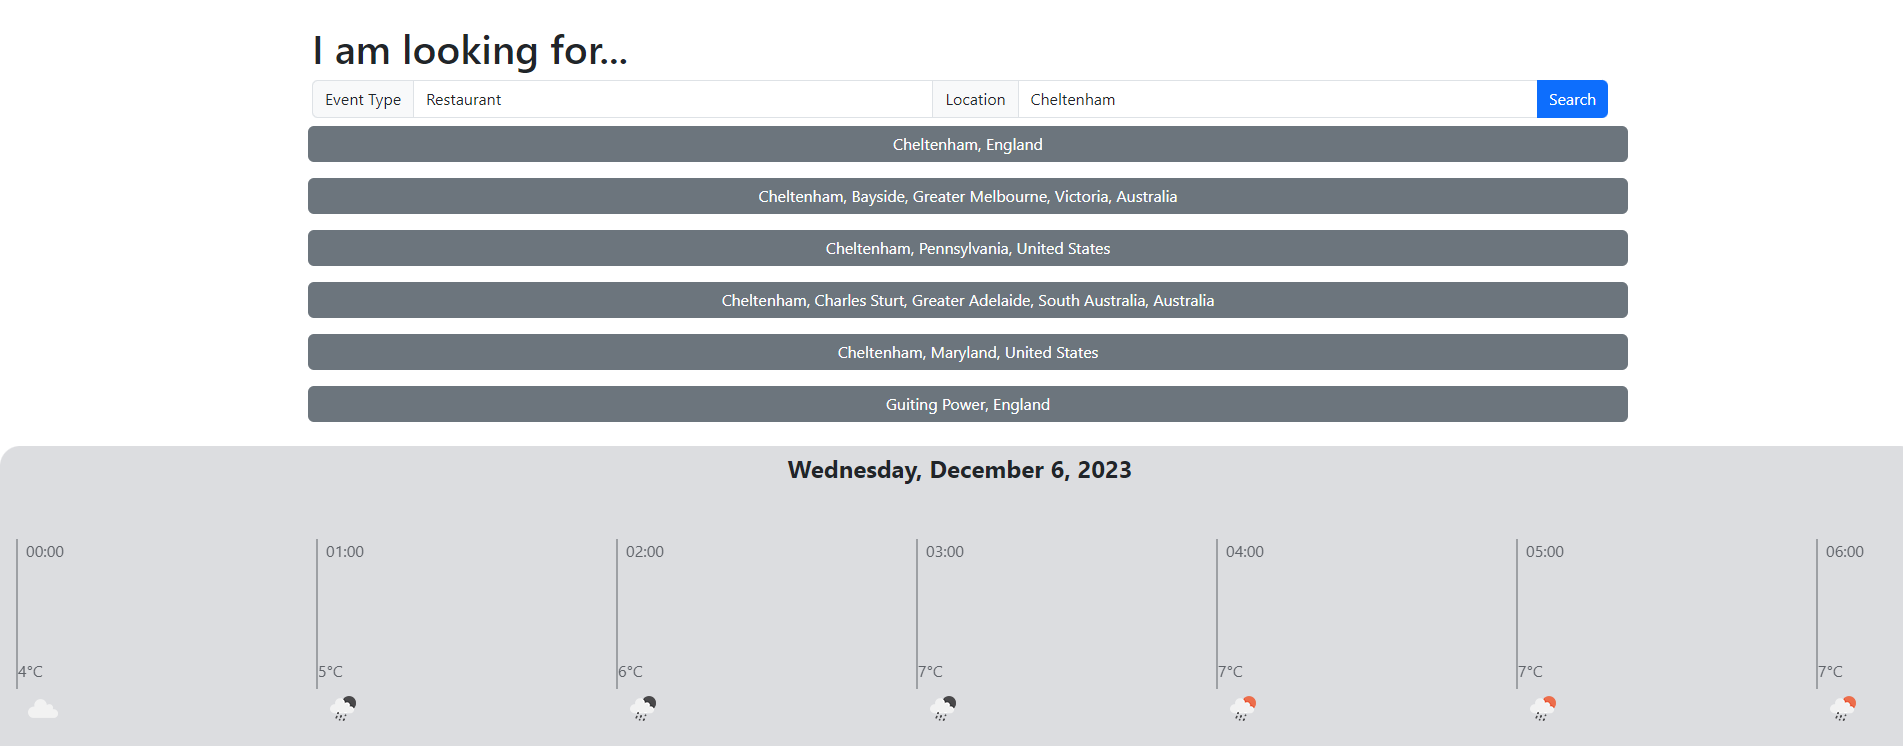 I am looking for...
Event Type Restaurant Location Cheltenham Search
Cheltenham, England
Cheltenham, Bayside, Greater Melbourne, Victoria, Australia
Cheltenham, Pennsylvania, United States
Cheltenham, Charles Sturt, Greater Adelaide, South Australia, Australia
Cheltenham, Maryland, United States
Guiting Power, England
Wednesday, December 6, 2023
00:00 01:00 02:00 03:00 04:00 05:00 06:00
4°C 5°C 6°C 7°C 7°C 7°C 7°C